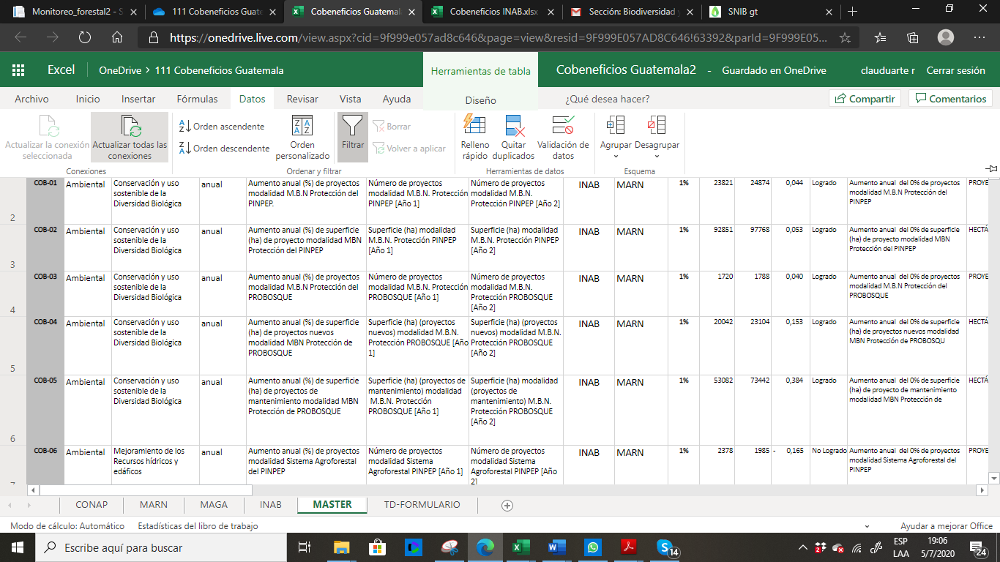 Monitoreo_forestal2 - S
111 Cobeneficios Guate
Cobeneficios Guatemala
Cobeneficios INAB.xlsx
Sección: Biodiversidad y
SNIB gt
https://onedrive.live.com/view.aspx?cid=9f999e057ad8c646&page=view&resid=9F999E057AD8C646!63392&parId=9F999E05...
Excel
OneDrive > 111 Cobeneficios Guatemala
Herramientas de tabla
Cobeneficios Guatemala2 - Guardado en OneDrive
clauduarte r
Cerrar sesión
Archivo Inicio Insertar Fórmulas Datos Revisar Vista Ayuda Diseño ¿Qué desea hacer?
Compartir
Comentarios
Actualizar la conexión
seleccionada
Actualizar todas las
conexiones
Conexiones
Orden ascendente
Orden descendente
Orden
personalizado
Filtrar
Borrar
Volver a aplicar
Ordenar y filtrar
Relleno
rápido
Quitar
duplicados
Validación de
datos
Herramientas de datos
Agrupar
Desagrupar
Esquema
2
COB-01
Ambiental
Conservación y uso
sostenible de la
Diversidad Biológica
anual
Aumento anual (%) de proyectos
modalidad M.B.N Protección del
PINPEP.
Número de proyectos
modalidad M.B.N. Protección
PINPEP [Año 1]
Número de proyectos
modalidad M.B.N.
Protección PINPEP [Año 2]
INAB
MARN
1%
23821
24874
0,044
Logrado
Aumento anual del 0% de proyectos
modalidad M.B.N Protección del
PINPEP
PROYE
3
COB-02
Ambiental
Conservación y uso
sostenible de la
Diversidad Biológica
anual
Aumento anual (%) de superficie
(ha) de proyecto modalidad MBN
Protección del PINPEP
Superficie (ha) modalidad
M.B.N. Protección PINPEP
[Año 1]
Superficie (ha) modalidad
M.B.N. Protección PINPEP
[Año 2]
INAB
MARN
1%
92851
97768
0,053
Logrado
Aumento anual del 0% de superficie
(ha) de proyecto modalidad MBN
Protección del PINPEP
HECTÁ
4
COB-03
Ambiental
Conservación y uso
sostenible de la
Diversidad Biológica
anual
Aumento anual (%) de proyectos
modalidad M.B.N Protección del
PROBOSQUE
Número de proyectos
modalidad M.B.N. Protección
PROBOSQUE [Año 1]
Número de proyectos
modalidad M.B.N.
Protección PROBOSQUE
[Año 2]
INAB
MARN
1%
1720
1788
0,040
Logrado
Aumento anual del 0% de proyectos
modalidad M.B.N Protección del
PROBOSQUE
PROYE
5
COB-04
Ambiental
Conservación y uso
sostenible de la
Diversidad Biológica
anual
Aumento anual (%) de superficie
(ha) de proyectos nuevos
modalidad MBN Protección de
PROBOSQUE
Superficie (ha) (proyectos
nuevos) modalidad M.B.N.
Protección PROBOSQUE [Año
1]
Superficie (ha) (proyectos
nuevos) modalidad M.B.N.
Protección PROBOSQUE
[Año 2]
INAB
MARN
1%
20042
23104
0,153
Logrado
Aumento anual del 0% de superficie
(ha) de proyectos nuevos modalidad
MBN Protección de PROBOSQU
HECTÁ
6
COB-05
Ambiental
Conservación y uso
sostenible de la
Diversidad Biológica
anual
Aumento anual (%) de superficie
(ha) de proyectos de
mantenimiento modalidad MBN
Protección de PROBOSQUE
Superficie (ha) (proyectos de
mantenimiento) modalidad
M.B.N. Protección
PROBOSQUE [Año 1]
Superficie (ha) modalidad
(proyectos de
mantenimiento) M.B.N.
Protección PROBOSQUE
[Año 2]
INAB
MARN
1%
53082
73442
0,384
Logrado
Aumento anual del 0% de superficie
(ha) de proyecto de mantenimiento
modalidad MBN Protección de
HECTÁ
7
COB-06
Ambiental
Mejoramiento de los
Recursos hídricos y
edáficos
anual
Aumento anual (%) de proyectos
modalidad Sistema Agroforestal
del PINPEP
Número de proyectos
modalidad Sistema
Agroforestal PINPEP [Año 1]
Número de proyectos
modalidad Sistema
Agroforestal PINPEP [Año
2]
INAB
MARN
1%
2378
1985
- 0,165
No Logrado
Aumento anual del 0% de proyectos
modalidad Sistema Agroforestal del
PINPEP
PROYE
CONAP MARN MAGA INAB MASTER TD-FORMULARIO
Modo de cálculo: Automático Estadísticas del libro de trabajo
Ayudar a mejorar Office
Escribe aquí para buscar
2
14
ESP
LAA
19:06
5/7/2020
24